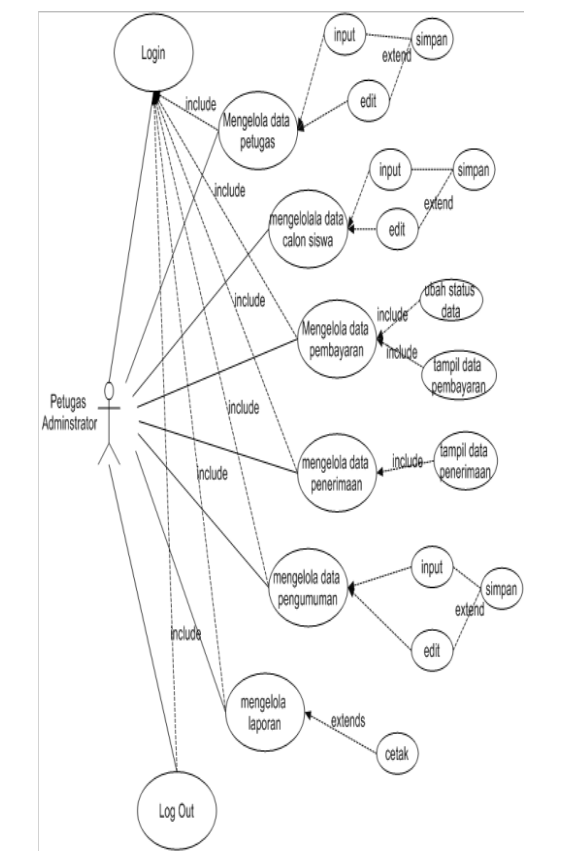 Login
input
simpan
extend
edit
include
Mengelola data
petugas
include
input
simpan
extend
edit
mengelolala data
calon siswa
include
ubah status
data
include
Mengelola data
pembayaran
include
tampil data
pembayaran
Petugas
Adminstrator
include
mengelola data
penerimaan
include
tampil data
penerimaan
include
mengelola data
pengumuman
input
simpan
extend
edit
include
mengelola
laporan
extends
cetak
Log Out